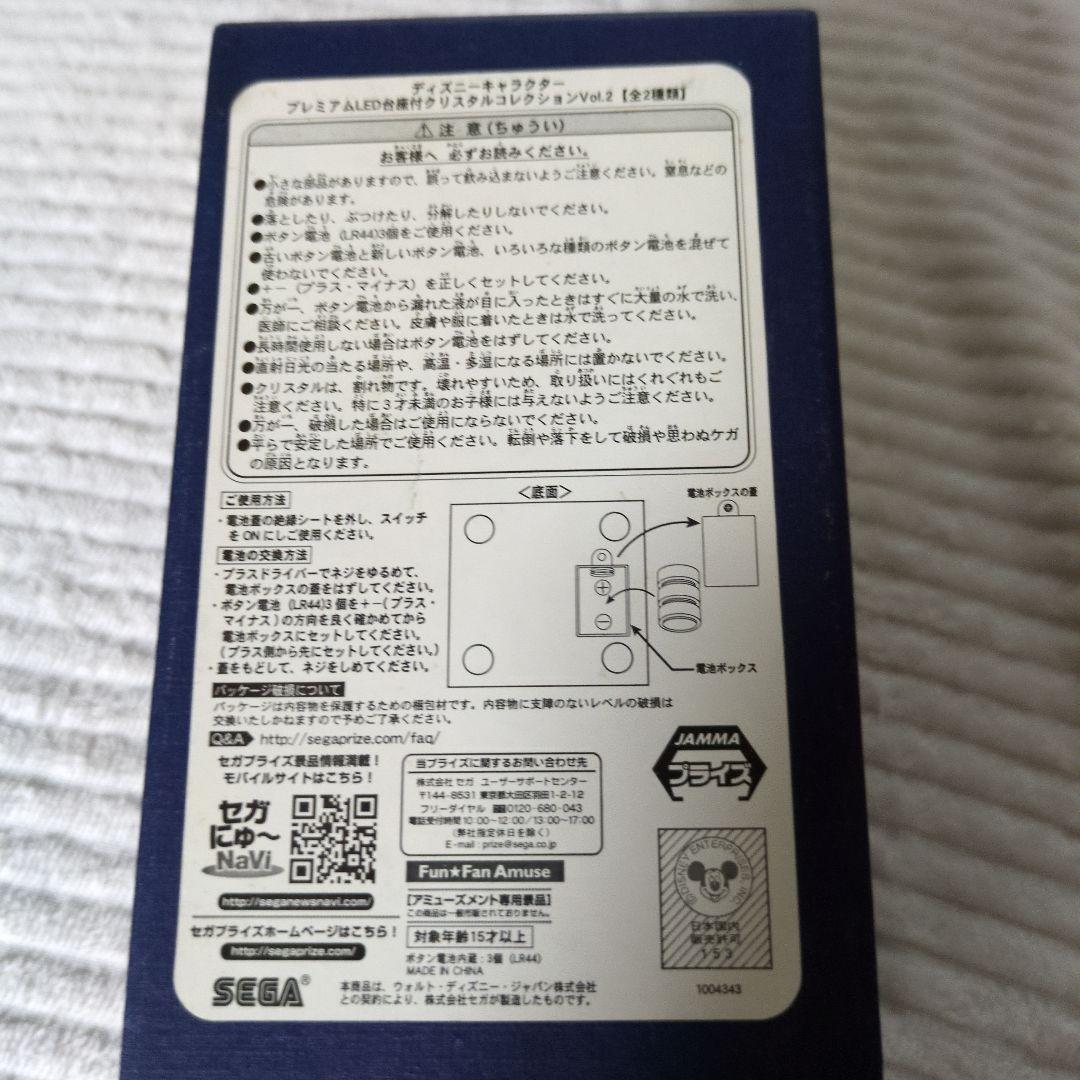 ディズニーキャラクター
プレミアムLED台座付クリスタルコレクションVol.2【全2種類】
⚠注 意(ちゅうい)
お客様へ 必ずお読みください。
●小さな部品がありますので、誤って飲み込まないようご注意ください。窒息などの
危険があります。
●落としたり、ぶつけたり、分解したりしないでください。
●ボタン電池 (LR44)3個をご使用ください。
●古いボタン電池と新しいボタン電池、いろいろな種類のボタン電池を混ぜて
使わないでください。
●+−(プラス・マイナス)を正しくセットしてください。
●万が一、ボタン電池から漏れた液が目に入ったときはすぐに大量の水で洗い、
医師にご相談ください。皮膚や服に着いたときは水で洗ってください。
●長時間使用しない場合はボタン電池をはずしてください。
●直射日光の当たる場所や、高温・多湿になる場所には置かないでください。
●クリスタルは、割れ物です。壊れやすいため、取り扱いにはくれぐれもご
注意ください。特に3才未満のお子様には与えないようご注意ください。
●万が一、破損した場合はご使用にならないでください。
●平らで安定した場所でご使用ください。転倒や落下をして破損や思わぬケガ
の原因となります。
ご使用方法
・電池蓋の絶縁シートを外し、スイッチ
をONにしご使用ください。
電池の交換方法
・プラスドライバーでネジをゆるめて、
電池ボックスの蓋をはずしてください。
・ボタン電池 (LR44)3個を+−(プラス・
マイナス)の方向を良く確かめてから
電池ボックスにセットしてください。
(プラス側から先にセットしてください。)
・蓋をもどして、ネジをしめてください。
<底面>
電池ボックスの蓋
+
−
電池ボックス
パッケージ破損について
パッケージは内容物を保護するための梱包材です。内容物に支障のないレベルの破損は
交換いたしかねますので予めご了承ください。
Q&A http://segaprize.com/faq/
セガプライズ景品情報満載!
モバイルサイトはこちら!
セガ
にゅ〜
NaVi
http://seganewsnavi.com/
セガプライズホームページはこちら!
http://segaprize.com/
SEGA®
当プライズに関するお問い合わせ先
株式会社 セガ ユーザーサポートセンター
〒144-8531 東京都大田区羽田1-2-12
フリーダイヤル 0120-680-043
電話受付時間 10:00〜12:00/13:00〜17:00
(弊社指定休日を除く)
E-mail : prize@sega.co.jp
Fun★Fan Amuse
[アミューズメント専用景品]
この商品は一般市販されておりません。
対象年齢15才以上
ボタン電池内蔵:3個 (LR44)
MADE IN CHINA
本商品は、ウォルト・ディズニー・ジャパン株式会社
との契約により、株式会社セガが製造したものです。
JAMMA
プライズ
©DISNEY ENTERPRISES, INC.
日本国内
販売許可
153
1004343